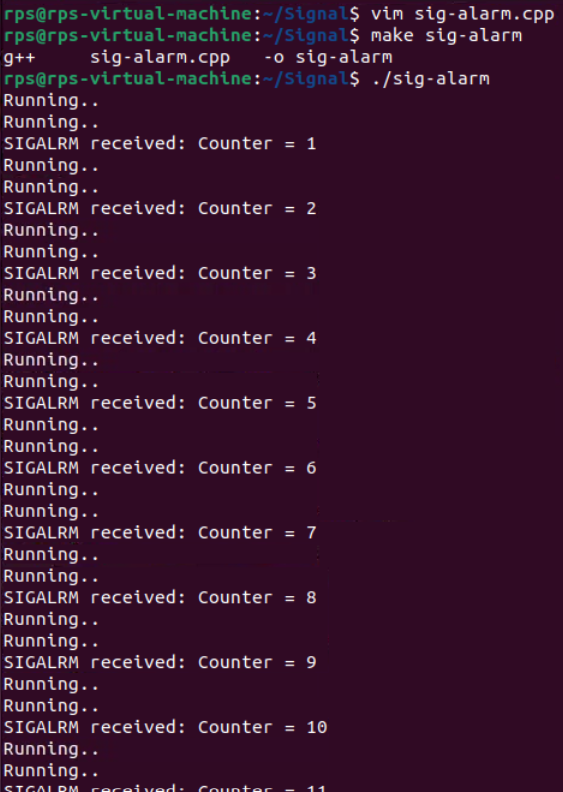 rps@rps-virtual-machine:~/Signal$ vim sig-alarm.cpp
rps@rps-virtual-machine:~/Signal$ make sig-alarm
g++     sig-alarm.cpp   -o sig-alarm
rps@rps-virtual-machine:~/Signal$ ./sig-alarm
Running..
Running..
SIGALRM received: Counter = 1
Running..
Running..
SIGALRM received: Counter = 2
Running..
Running..
SIGALRM received: Counter = 3
Running..
Running..
SIGALRM received: Counter = 4
Running..
Running..
SIGALRM received: Counter = 5
Running..
Running..
SIGALRM received: Counter = 6
Running..
Running..
SIGALRM received: Counter = 7
Running..
Running..
SIGALRM received: Counter = 8
Running..
Running..
SIGALRM received: Counter = 9
Running..
Running..
SIGALRM received: Counter = 10
Running..
Running..
SIGALRM received: Counter = 11